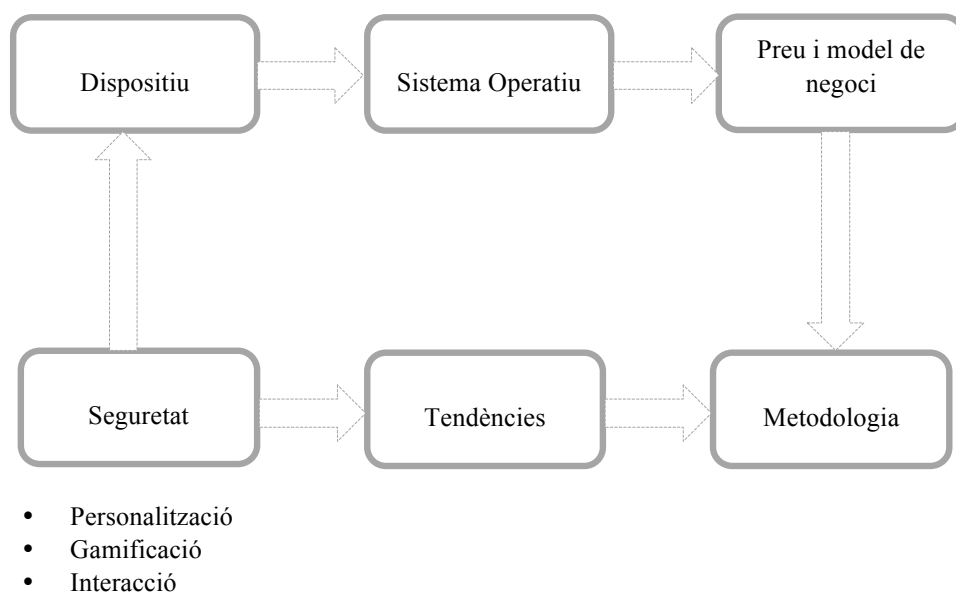 Dispositiu
Sistema Operatiu
Preu i model de
negoci
Seguretat
Tendències
Metodologia
• Personalització
• Gamificació
• Interacció